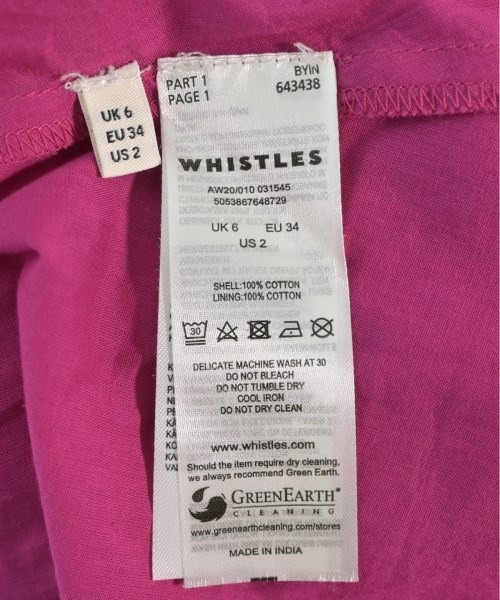 UK 6
EU 34
US 2
PART 1
PAGE 1
BYIN
643438
WHISTLES
AW20/010 031545
5053867648729
UK 6 EU 34
US 2
SHELL:100% COTTON
LINING:100% COTTON
30
DELICATE MACHINE WASH AT 30
DO NOT BLEACH
DO NOT TUMBLE DRY
COOL IRON
DO NOT DRY CLEAN
www.whistles.com
Should the item require dry cleaning,
we always recommend Green Earth.
GREENEARTH®
CLEANING
www.greenearthcleaning.com/stores
MADE IN INDIA